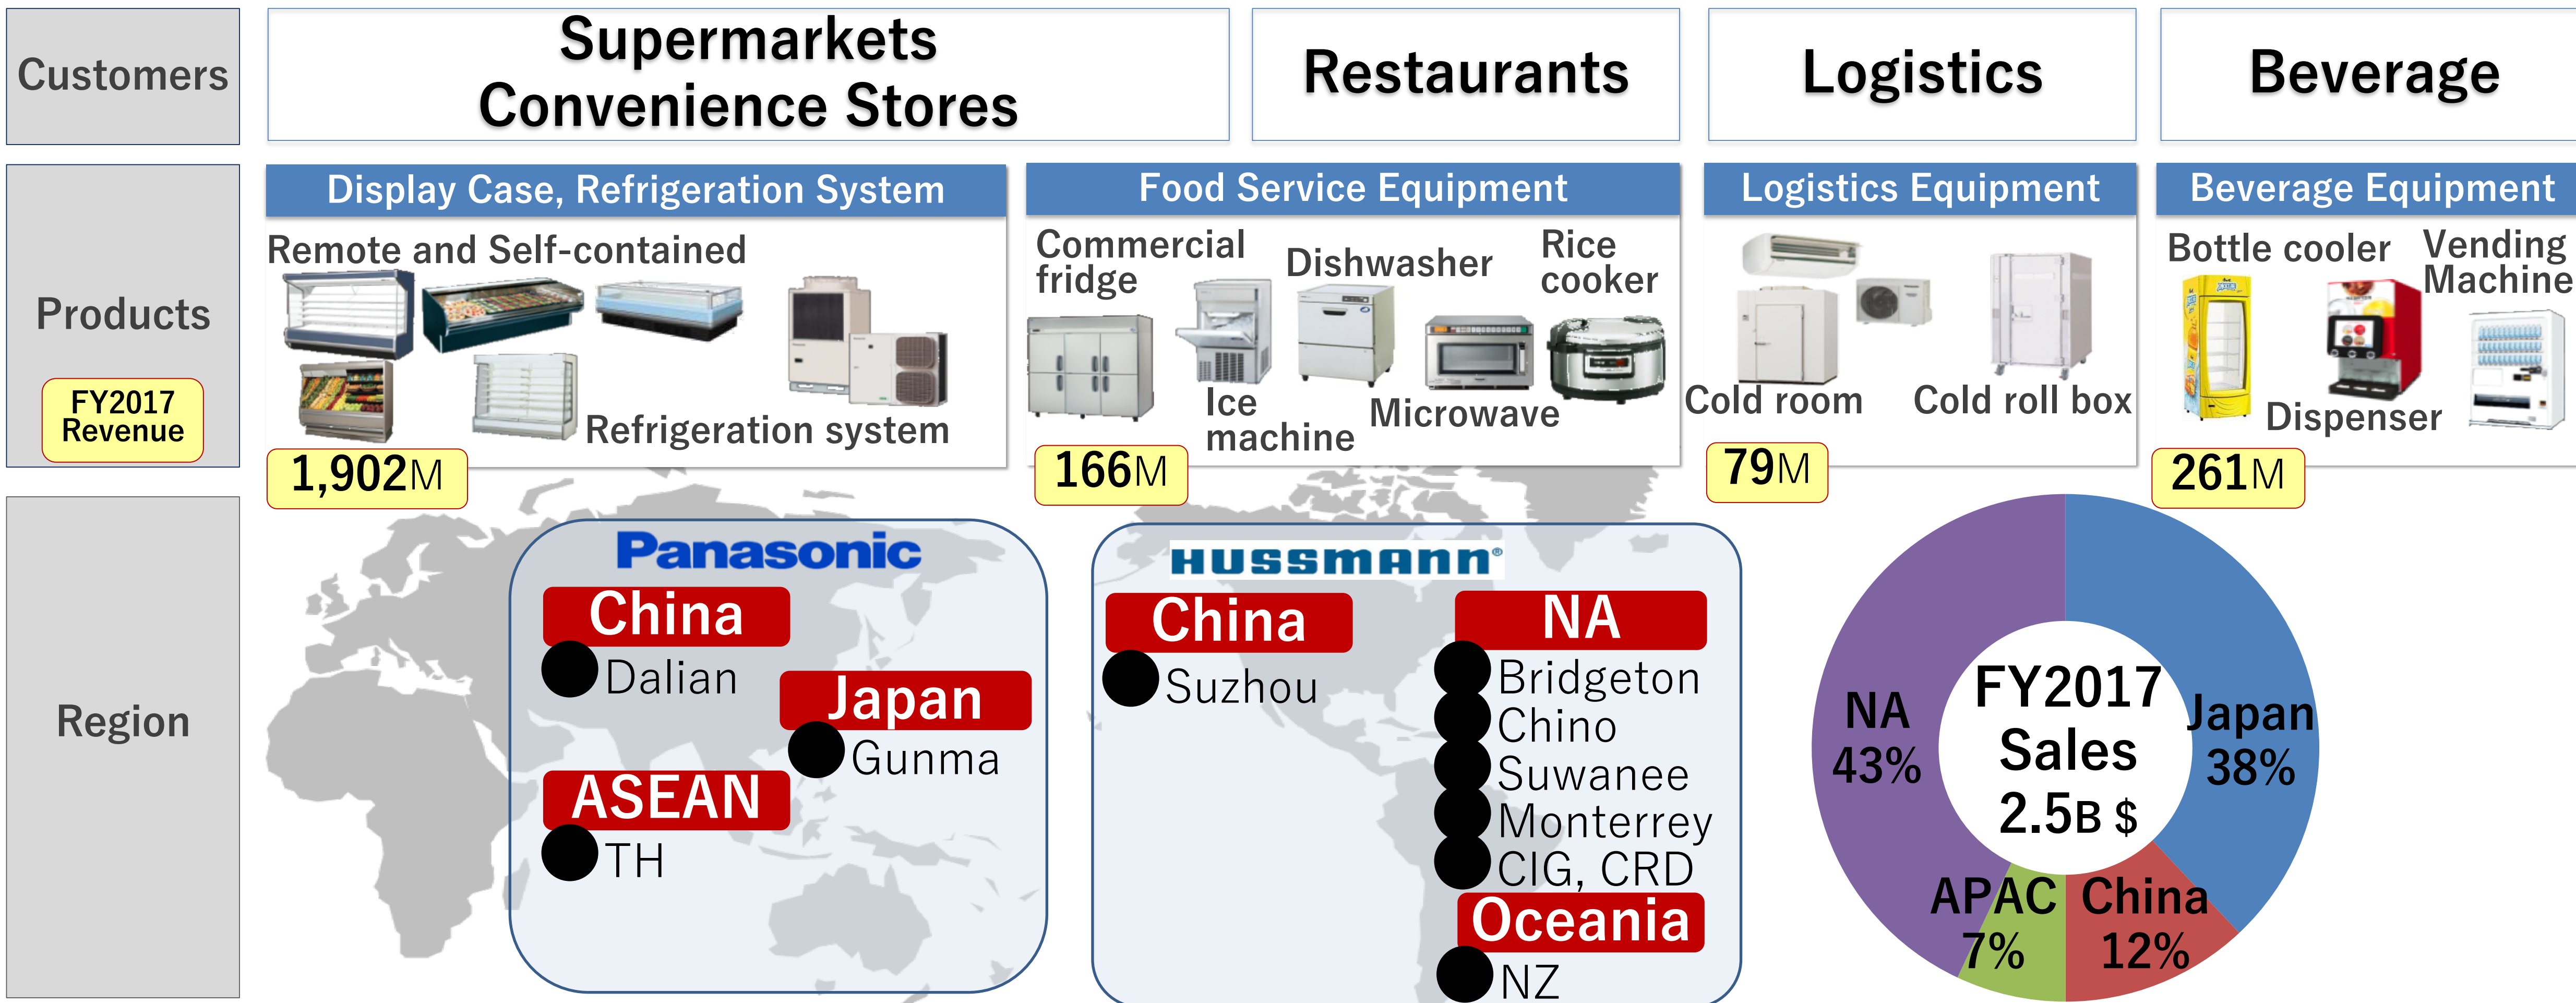 Customers
Supermarkets
Convenience Stores
Restaurants
Logistics
Beverage
Products
FY2017
Revenue
Display Case, Refrigeration System
Remote and Self-contained
Refrigeration system
1,902M
Food Service Equipment
Commercial
fridge
Dishwasher
Rice
cooker
Ice
machine
Microwave
166M
Logistics Equipment
Cold room
Cold roll box
79M
Beverage Equipment
Bottle cooler
Vending
Machine
Dispenser
261M
Region
Panasonic
China
Dalian
Japan
Gunma
ASEAN
TH
HUSSMANN®
China
Suzhou
NA
Bridgeton
Chino
Suwanee
Monterrey
CIG, CRD
Oceania
NZ
FY2017
Sales
2.5B $
NA
43%
Japan
38%
APAC
7%
China
12%